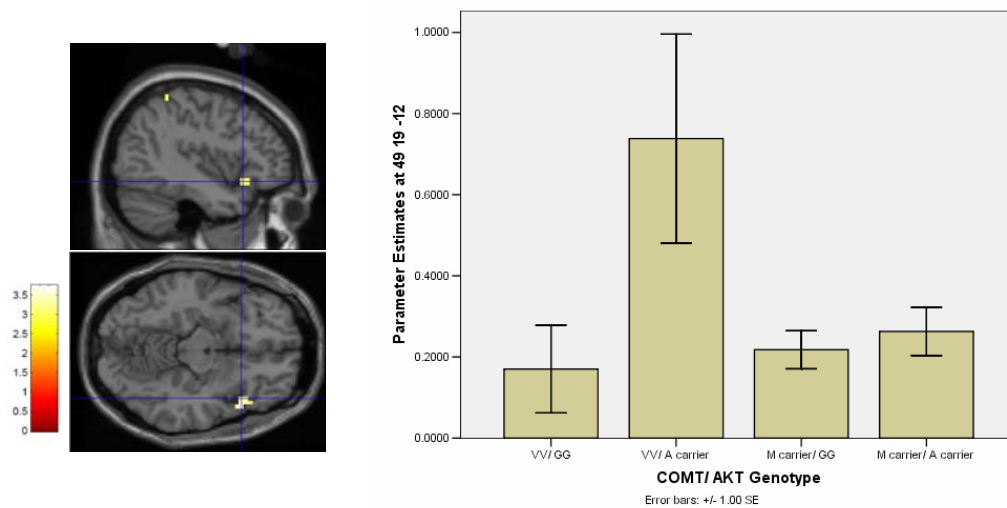 3.5
3
2.5
2
1.5
1
0.5
0
Parameter Estimates at 49 19 -12
1.0000
0.8000
0.6000
0.4000
0.2000
0.0000
VV/ GG
VV/ A carrier
M carrier/ GG
M carrier/ A carrier
COMT/ AKT Genotype
Error bars: +/- 1.00 SE